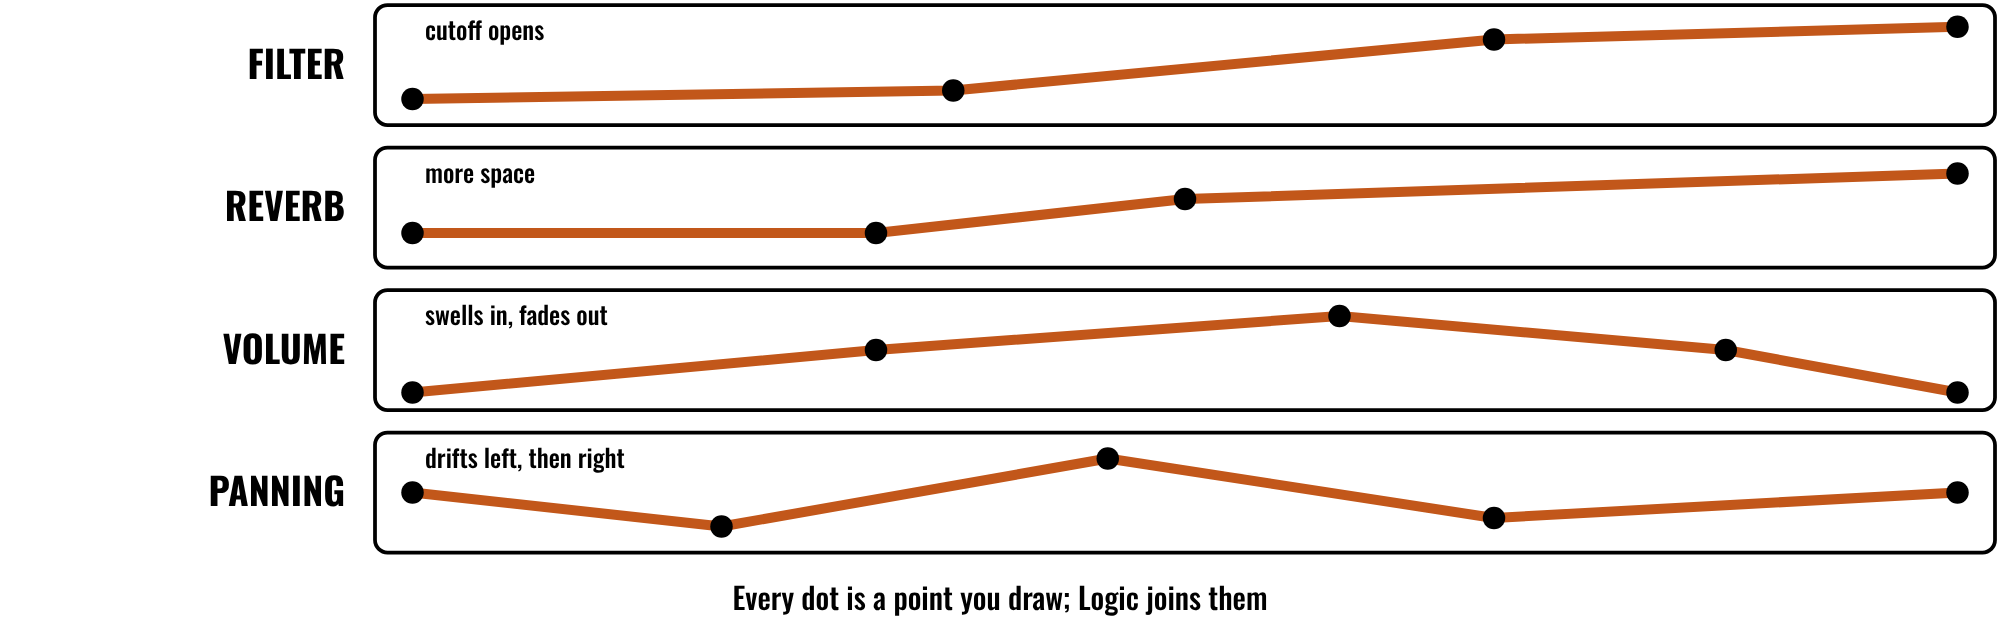 FILTER
cutoff opens
REVERB
more space
VOLUME
swells in, fades out
PANNING
drifts left, then right
Every dot is a point you draw; Logic joins them